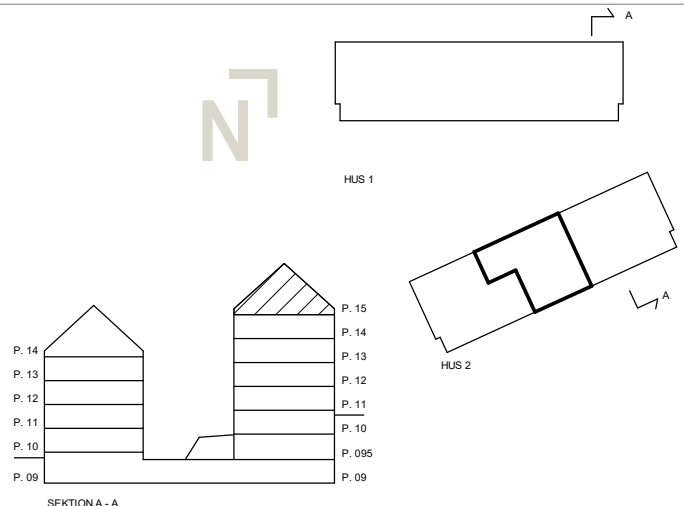 A
N
HUS 1
A
HUS 2
P. 15
P. 14
P. 14
P. 13
P. 13
P. 12
P. 12
P. 11
P. 11
P. 10
P. 10
P. 095
P. 09
P. 09
SEKTION A - A